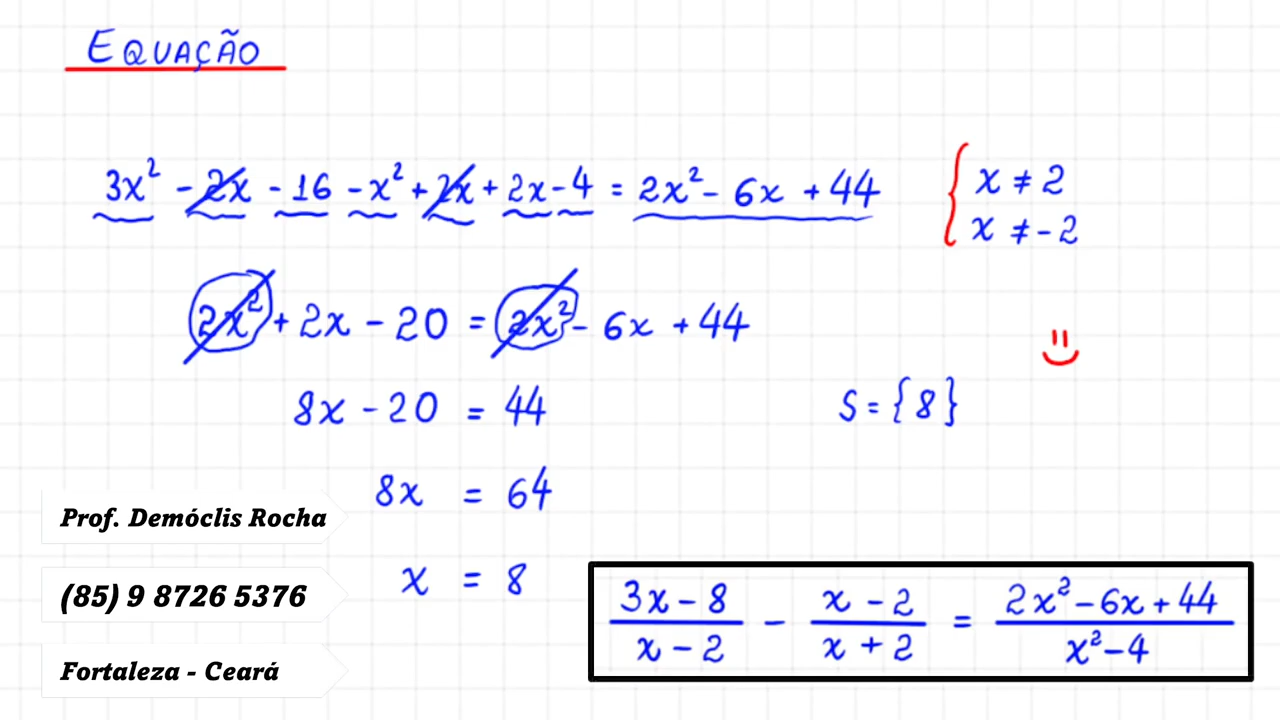 EQUAÇÃO
3x² - 2x - 16 - x² + 2x + 2x - 4 = 2x² - 6x + 44
{ x ≠ 2
x ≠ -2
2x² + 2x - 20 = 2x² - 6x + 44
8x - 20 = 44
S = {8}
8x = 64
x = 8
Prof. Demóclis Rocha
(85) 9 8726 5376
Fortaleza - Ceará
3x - 8 / x - 2 - x - 2 / x + 2 = 2x² - 6x + 44 / x² - 4